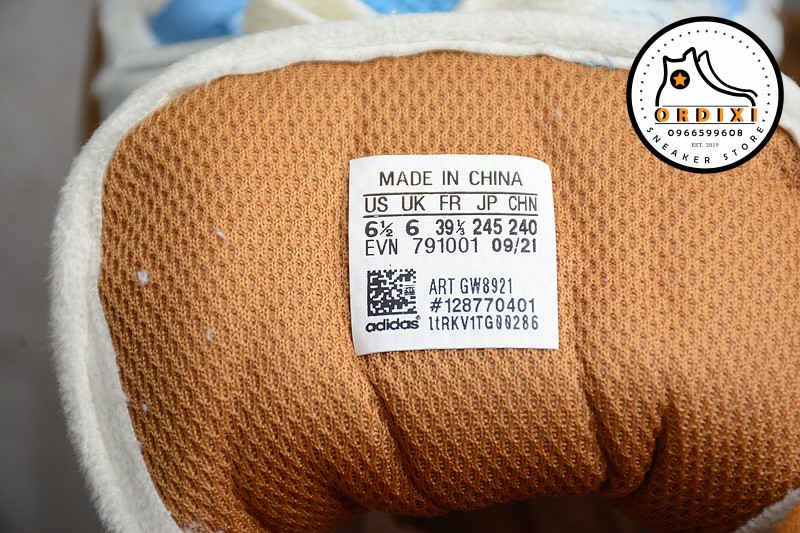 MADE IN CHINA
US UK FR JP CHN
6½ 6 39⅓ 245 240
EVN 791001 09/21
ART GW8921
#128770401
adidas
1tRKV1TG00286
ORDIXI
0966599608
EST. 2019
SNEAKER STORE